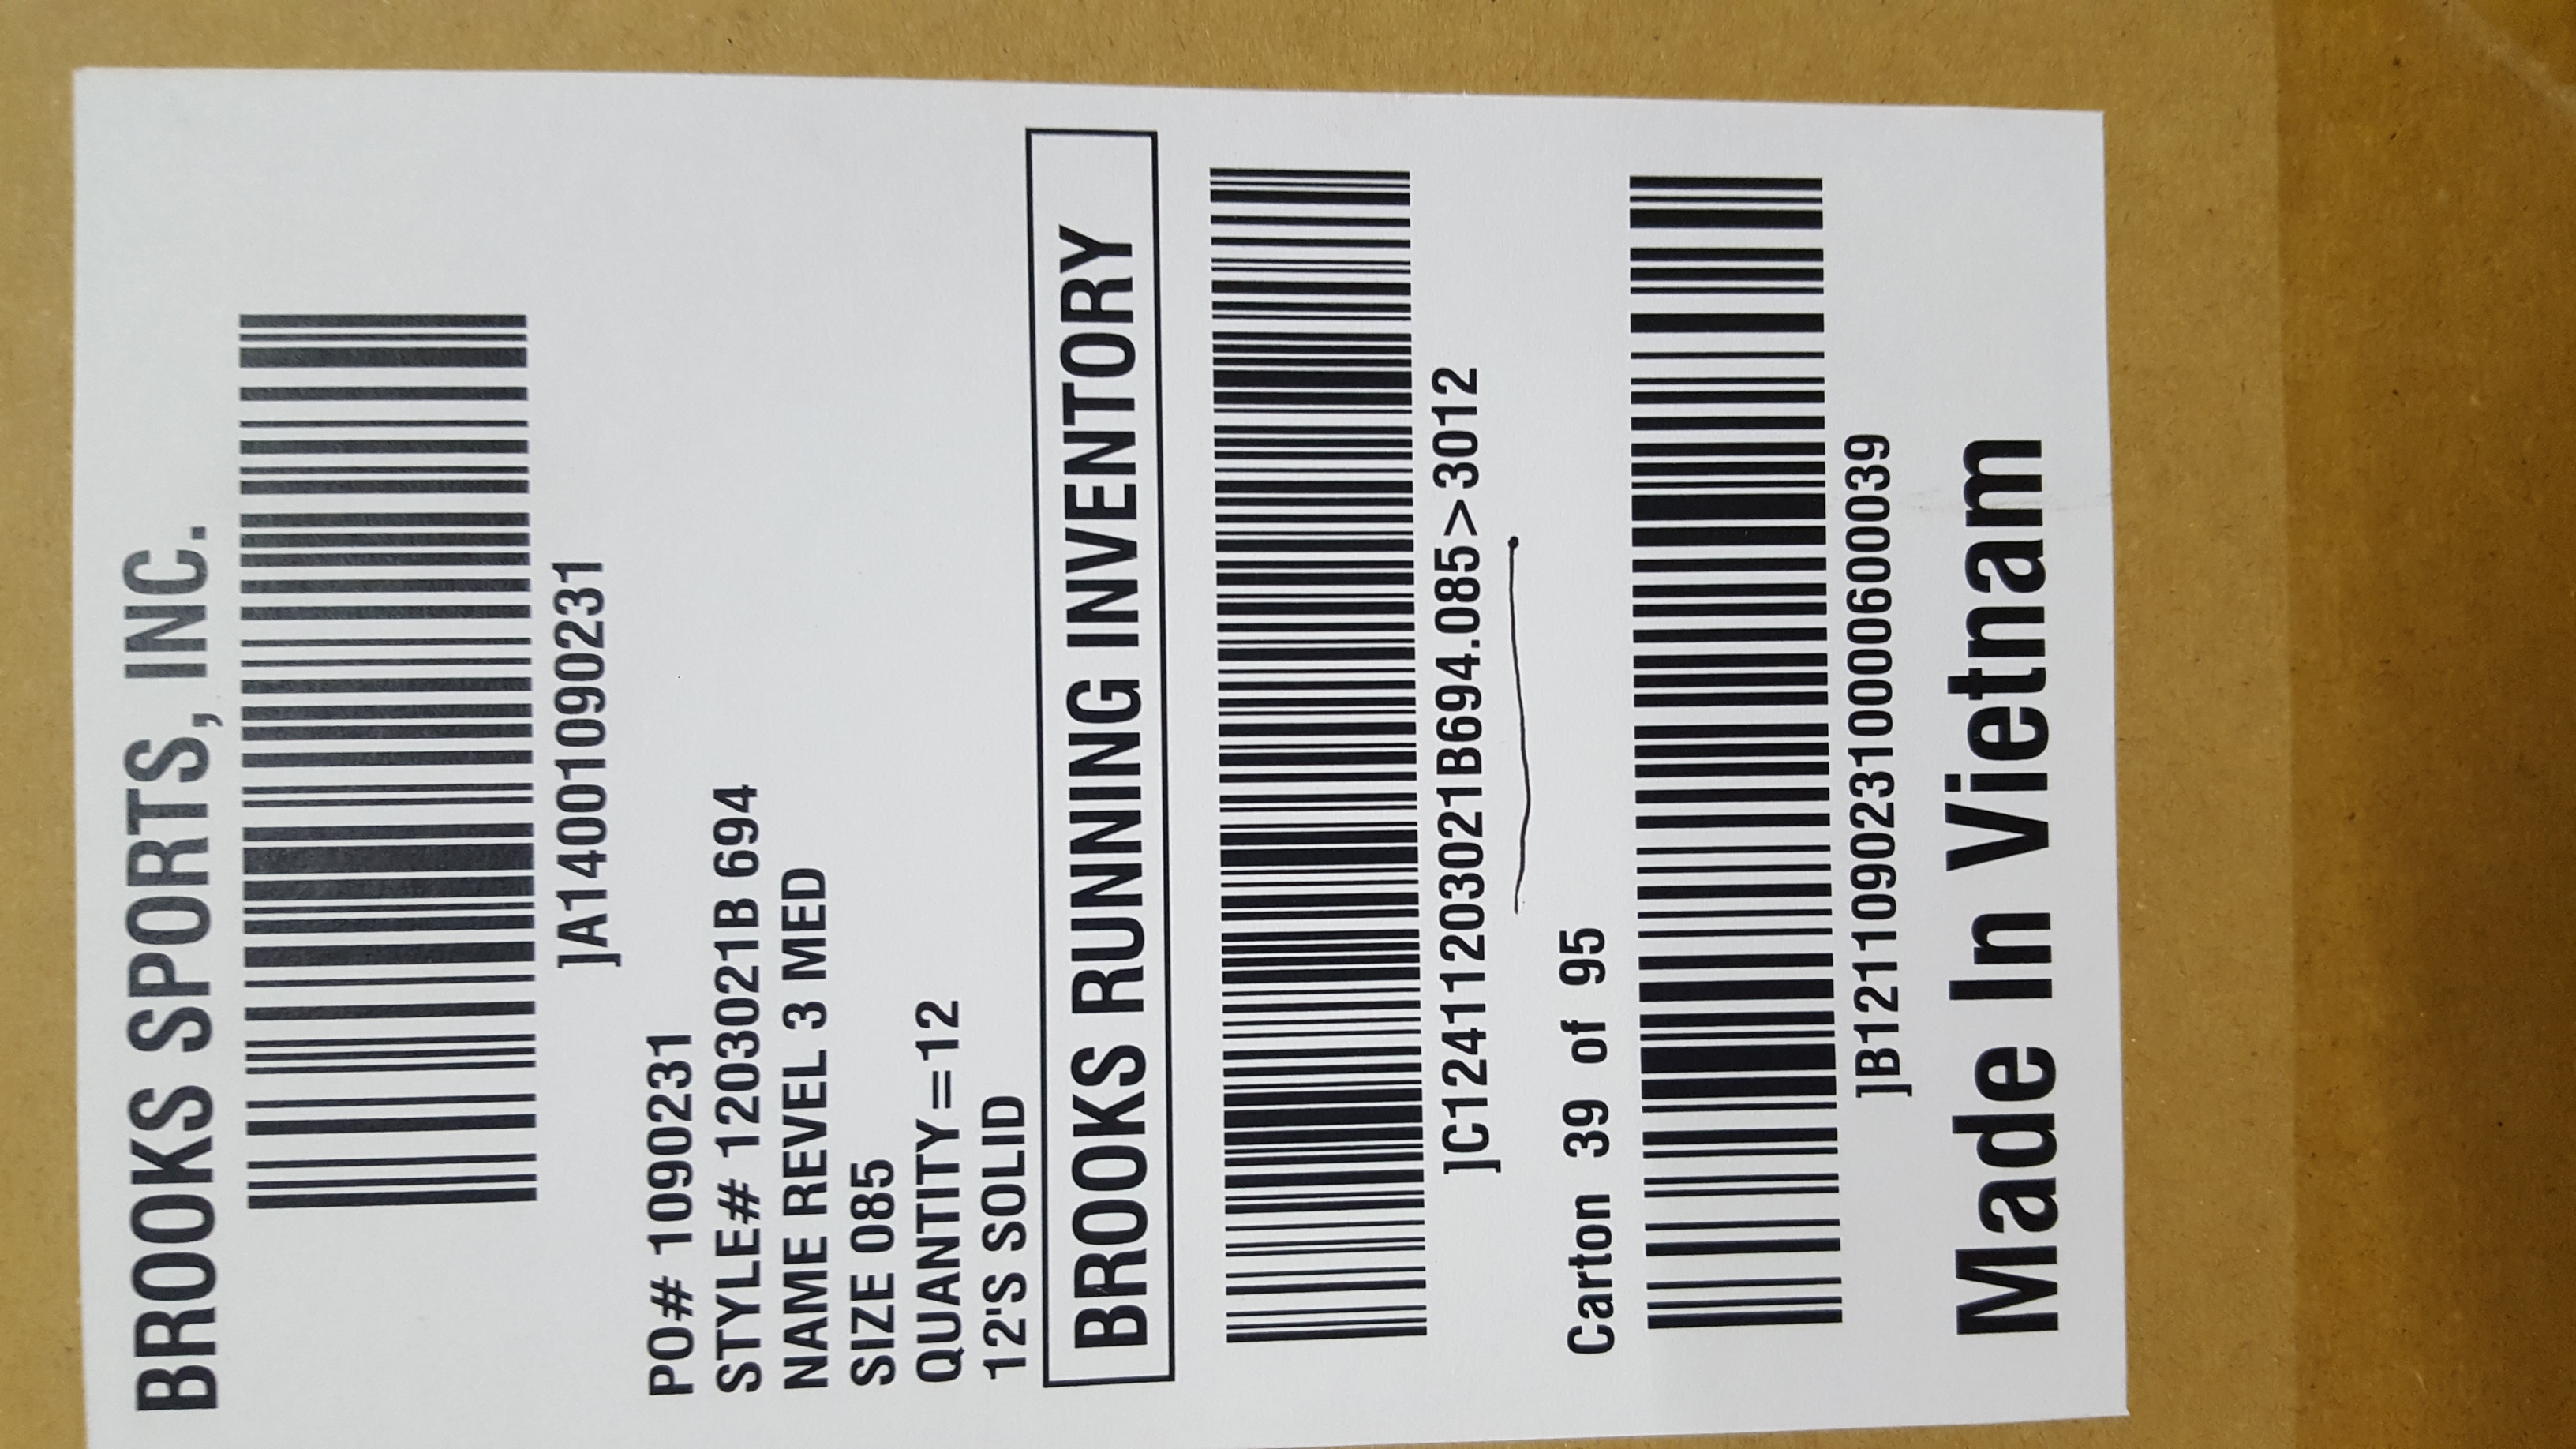 BROOKS SPORTS, INC.
]A14001090231
PO# 1090231
STYLE# 1203021B 694
NAME REVEL 3 MED
SIZE 085
QUANTITY=12
12'S SOLID
BROOKS RUNNING INVENTORY
]C12411203021B694.085>3012
Carton 39 of 95
]B121109023100000600039
Made In Vietnam